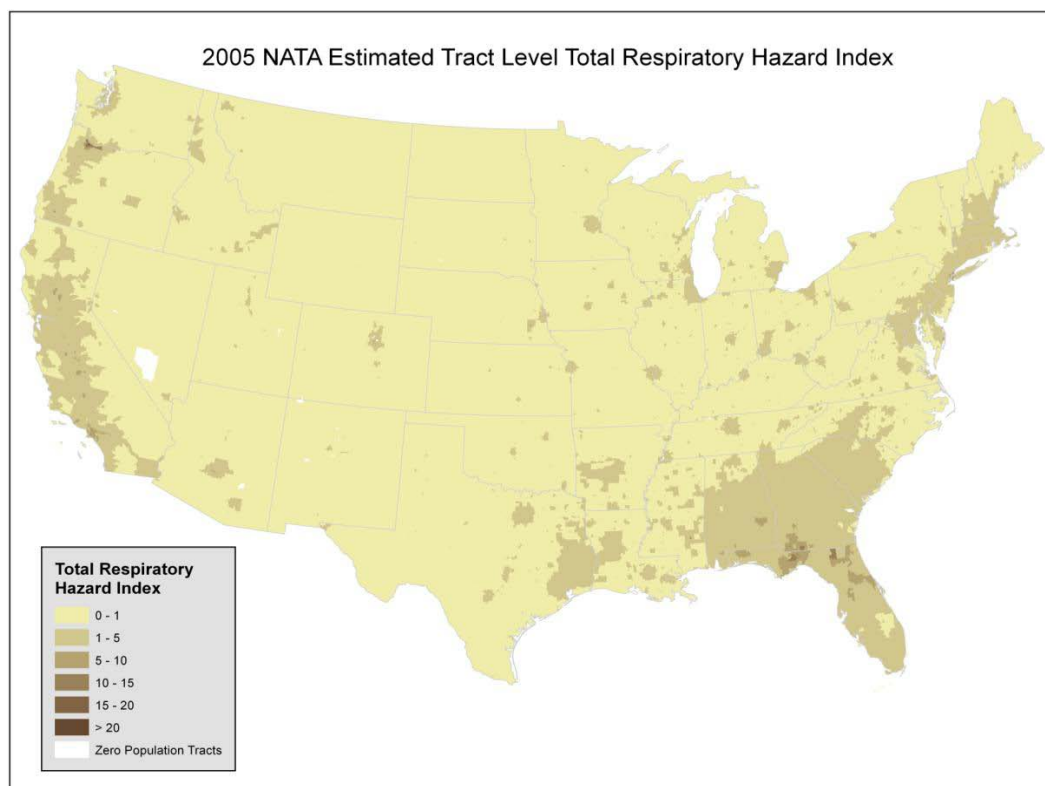 2005 NATA Estimated Tract Level Total Respiratory Hazard Index
Total Respiratory
Hazard Index
0 - 1
1 - 5
5 - 10
10 - 15
15 - 20
> 20
Zero Population Tracts